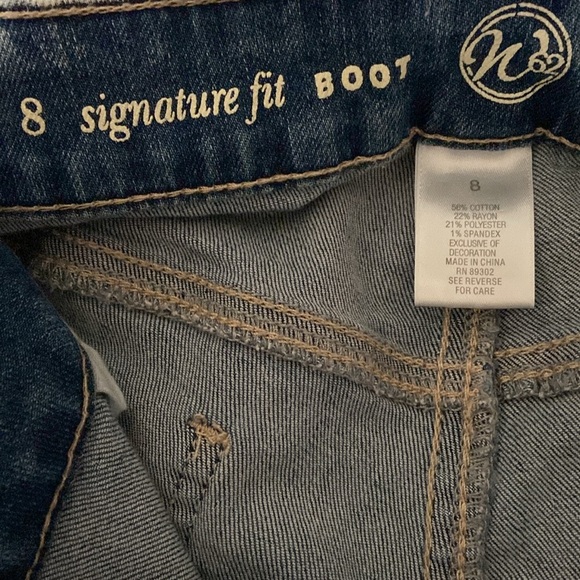 8 signature fit BOOT W62
8
56% COTTON
22% RAYON
21% POLYESTER
1% SPANDEX
EXCLUSIVE OF
DECORATION
MADE IN CHINA
RN 89302
SEE REVERSE
FOR CARE